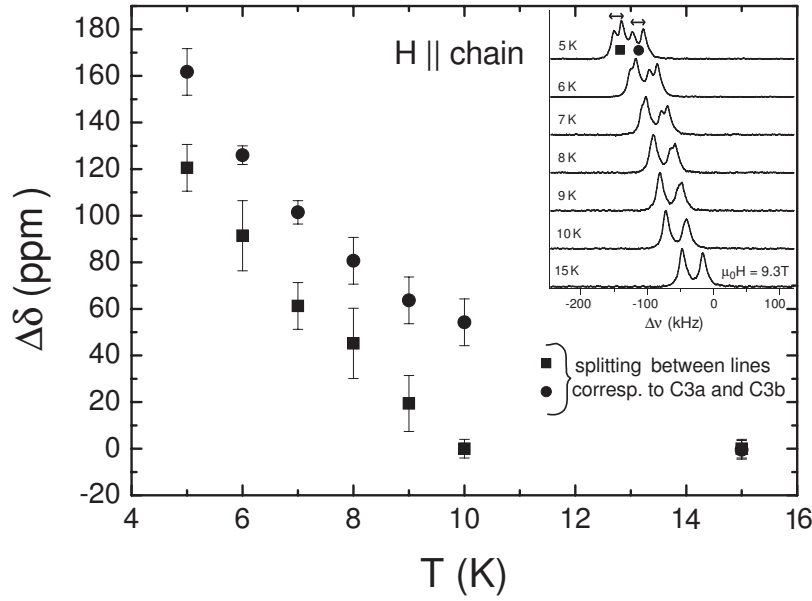 180
160
140
120
100
80
60
40
20
0
-20
Δδ (ppm)
H || chain
5 K
6 K
7 K
8 K
9 K
10 K
15 K
μ₀H = 9.3T
-200 -100 0 100
Δν (kHz)
splitting between lines
corresp. to C3a and C3b
4 6 8 10 12 14 16
T (K)